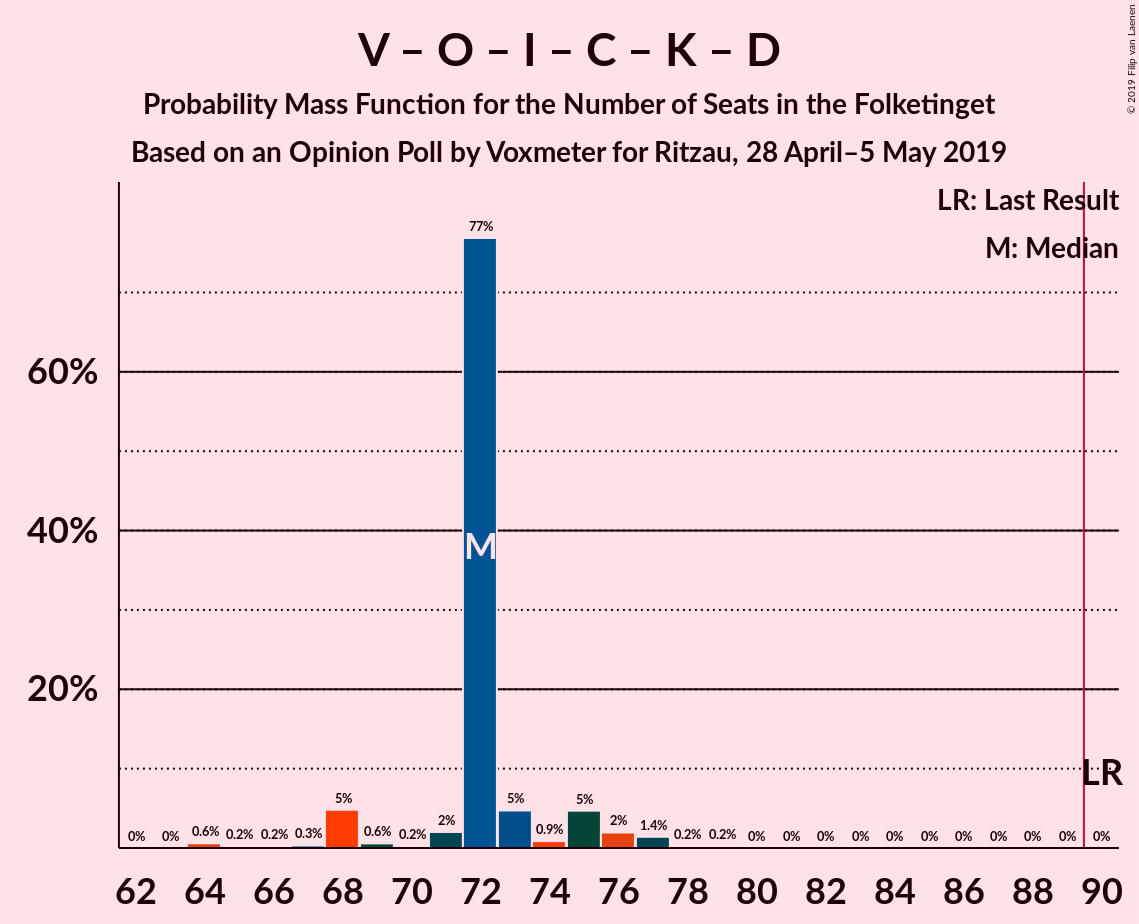 V – O – I – C – K – D
Probability Mass Function for the Number of Seats in the Folketinget
Based on an Opinion Poll by Voxmeter for Ritzau, 28 April–5 May 2019
© 2019 Filip van Laenen
LR: Last Result
M: Median
77%
60%
40%
M
20%
LR
0% 0% 0.6% 0.2% 0.2% 0.3% 5% 0.6% 0.2% 2% 5% 0.9% 5% 2% 1.4% 0.2% 0.2% 0% 0% 0% 0% 0% 0% 0% 0% 0% 0% 0%
62 64 66 68 70 72 74 76 78 80 82 84 86 88 90